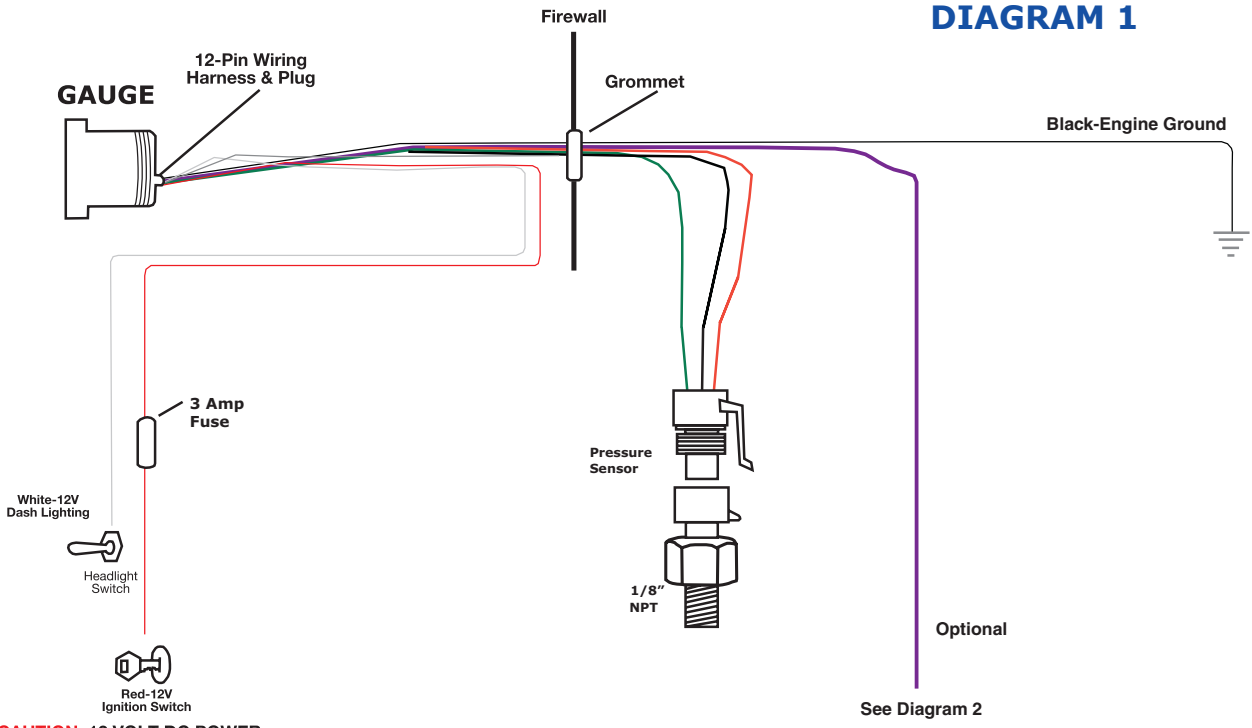 DIAGRAM 1
Firewall
12-Pin Wiring
Harness & Plug
Grommet
GAUGE
Black-Engine Ground
3 Amp
Fuse
Pressure
Sensor
White-12V
Dash Lighting
Headlight
Switch
1/8"
NPT
Optional
Red-12V
Ignition Switch
See Diagram 2